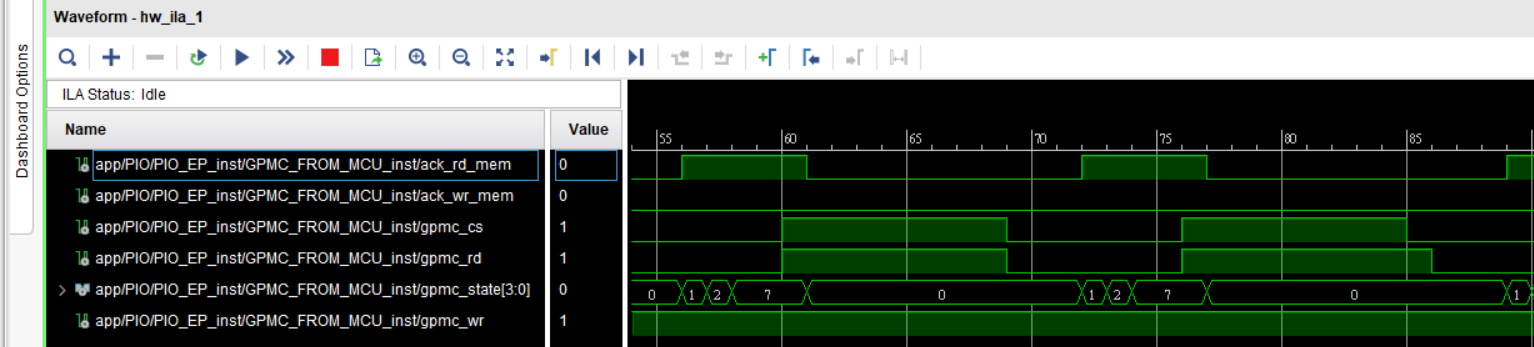 Waveform - hw_ila_1
Dashboard Options
ILA Status: Idle
Name Value
55 60 65 70 75 80 85
app/PIO/PIO_EP_inst/GPMC_FROM_MCU_inst/ack_rd_mem 0
app/PIO/PIO_EP_inst/GPMC_FROM_MCU_inst/ack_wr_mem 0
app/PIO/PIO_EP_inst/GPMC_FROM_MCU_inst/gpmc_cs 1
app/PIO/PIO_EP_inst/GPMC_FROM_MCU_inst/gpmc_rd 1
app/PIO/PIO_EP_inst/GPMC_FROM_MCU_inst/gpmc_state[3:0] 0 0 1 2 7 0 1 2 7 0 1
app/PIO/PIO_EP_inst/GPMC_FROM_MCU_inst/gpmc_wr 1